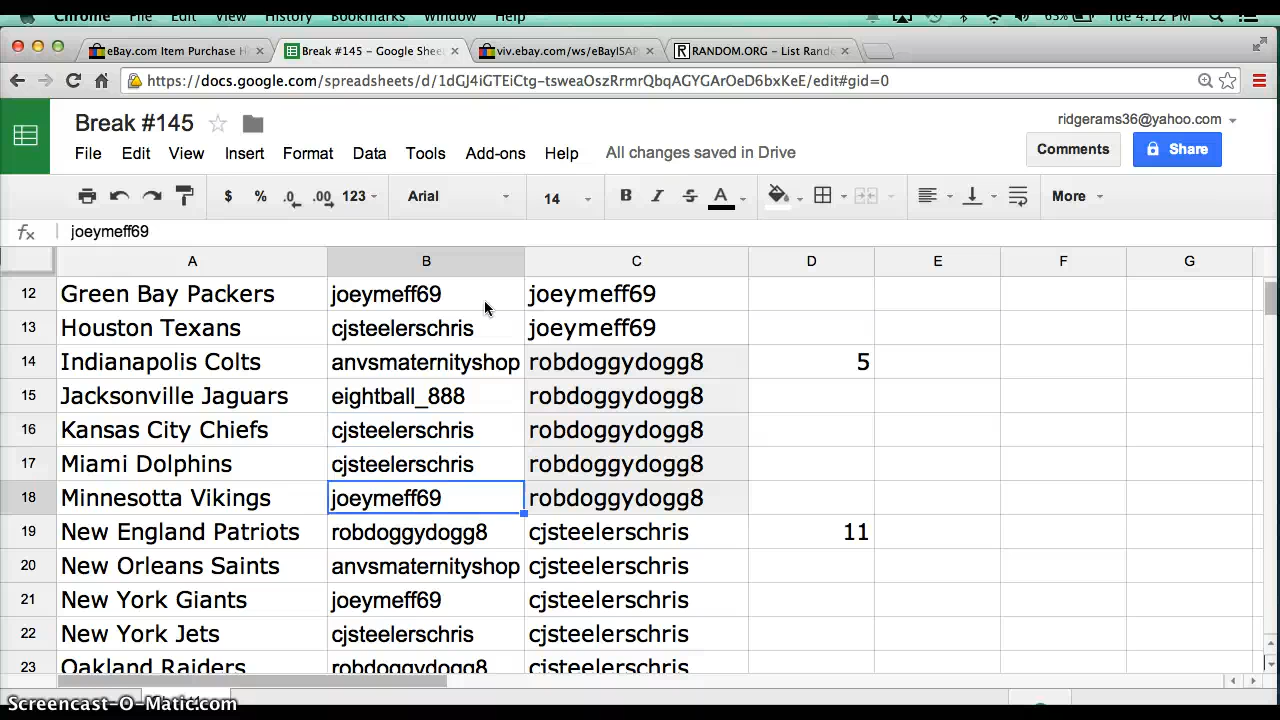 Chrome File Edit View History Bookmarks Window Help 63% Tue 4:12 PM
eBay.com Item Purchase H × Break #145 – Google Shee × viv.ebay.com/ws/eBayISAP × RANDOM.ORG – List Rando ×
https://docs.google.com/spreadsheets/d/1dGJ4iGTEiCtg-tsweaOszRrmrQbqAGYGArOeD6bxKeE/edit#gid=0
Break #145
ridgerams36@yahoo.com
File Edit View Insert Format Data Tools Add-ons Help All changes saved in Drive
Comments Share
$ % .0 .00 123 Arial 14 B I S A More
fx joeymeff69
A B C D E F G
12 Green Bay Packers joeymeff69 joeymeff69
13 Houston Texans cjsteelerschris joeymeff69
14 Indianapolis Colts anvsmaternityshop robdoggydogg8 5
15 Jacksonville Jaguars eightball_888 robdoggydogg8
16 Kansas City Chiefs cjsteelerschris robdoggydogg8
17 Miami Dolphins cjsteelerschris robdoggydogg8
18 Minnesotta Vikings joeymeff69 robdoggydogg8
19 New England Patriots robdoggydogg8 cjsteelerschris 11
20 New Orleans Saints anvsmaternityshop cjsteelerschris
21 New York Giants joeymeff69 cjsteelerschris
22 New York Jets cjsteelerschris cjsteelerschris
23 Oakland Raiders robdoggydogg8 cjsteelerschris
Screencast-O-Matic.com